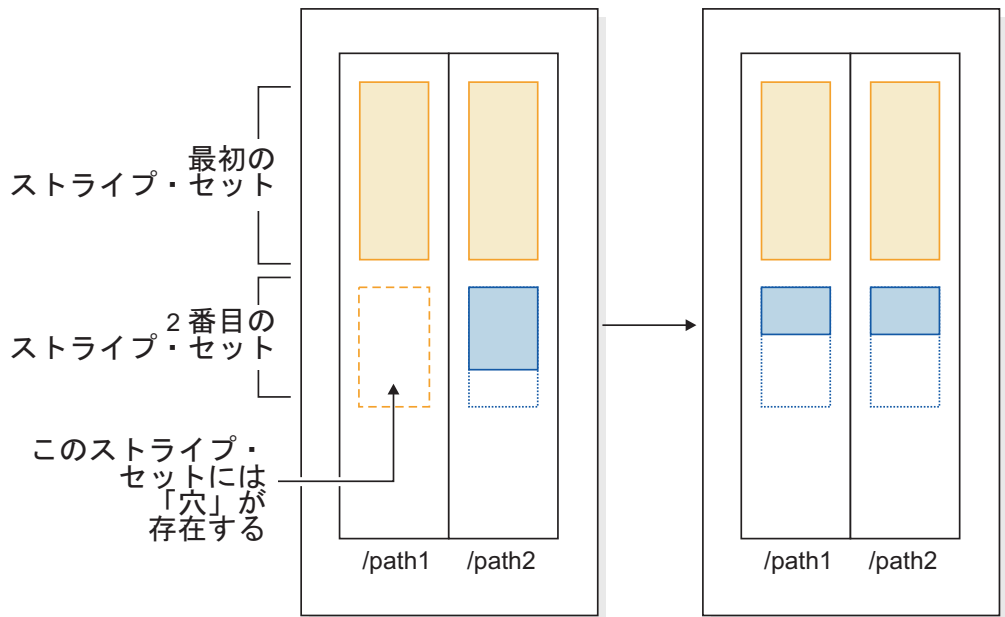 最初の
ストライプ・セット
2 番目の
ストライプ・セット
このストライプ・
セットには
「穴」が
存在する
/path1
/path2
/path1
/path2